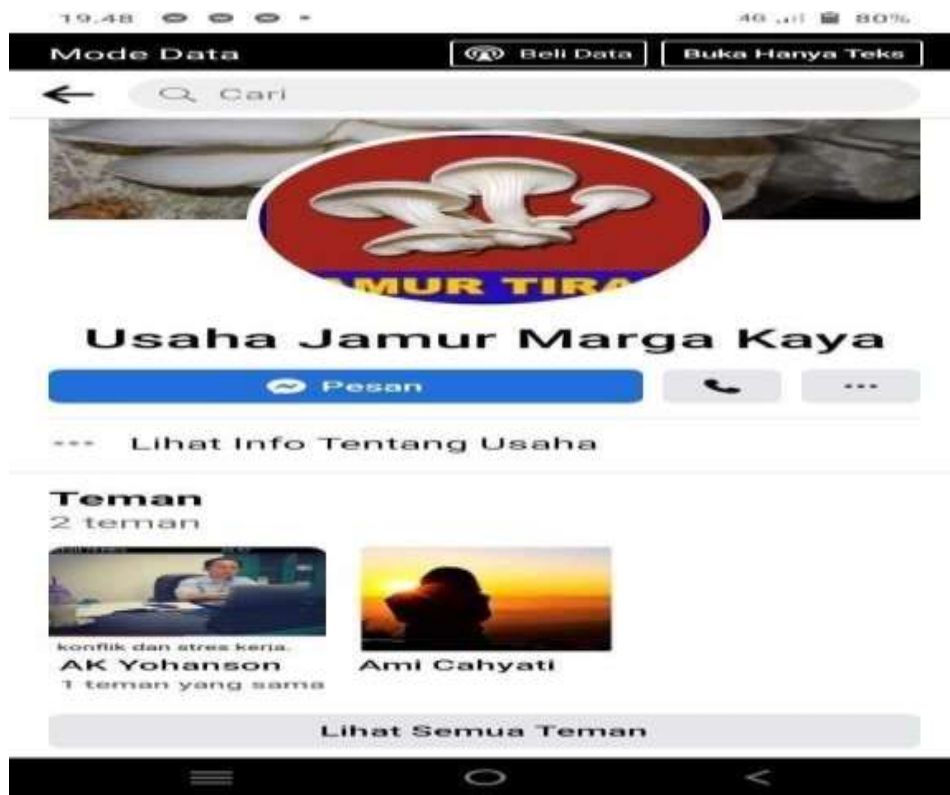 19.48 4G 80%
Mode Data Beli Data Buka Hanya Teks
Cari
AMUR TIRA
Usaha Jamur Marga Kaya
Pesan
Lihat Info Tentang Usaha
Teman
2 teman
konflik dan stres kerja.
AK Yohanson Ami Cahyati
1 teman yang sama
Lihat Semua Teman